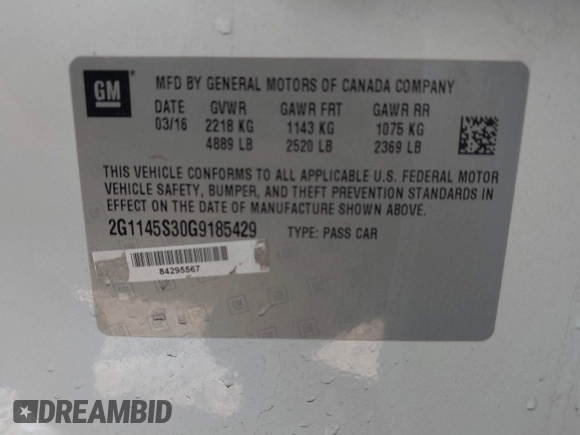 GM
MFD BY GENERAL MOTORS OF CANADA COMPANY
DATE GVWR GAWR FRT GAWR RR
03/16 2218 KG 1143 KG 1075 KG
4889 LB 2520 LB 2369 LB
THIS VEHICLE CONFORMS TO ALL APPLICABLE U.S. FEDERAL MOTOR
VEHICLE SAFETY, BUMPER, AND THEFT PREVENTION STANDARDS IN
EFFECT ON THE DATE OF MANUFACTURE SHOWN ABOVE.
2G1145S30G9185429 TYPE: PASS CAR
84295567
DREAMBID